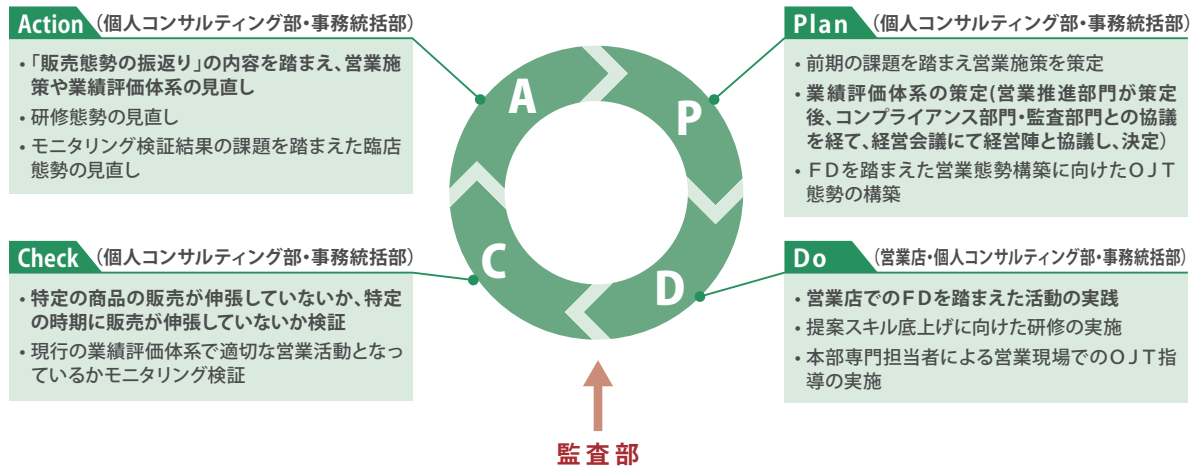 Action (個人コンサルティング部・事務統括部)
・「販売態勢の振返り」の内容を踏まえ、営業施
策や業績評価体系の見直し
・研修態勢の見直し
・モニタリング検証結果の課題を踏まえた臨店
態勢の見直し
Plan (個人コンサルティング部・事務統括部)
・前期の課題を踏まえ営業施策を策定
・業績評価体系の策定(営業推進部門が策定
後、コンプライアンス部門・監査部門との協議
を経て、経営会議にて経営陣と協議し、決定)
・ＦＤを踏まえた営業態勢構築に向けたＯＪＴ
態勢の構築
A
P
C
D
Check (個人コンサルティング部・事務統括部)
・特定の商品の販売が伸張していないか、特定
の時期に販売が伸張していないか検証
・現行の業績評価体系で適切な営業活動となっ
ているかモニタリング検証
Do (営業店・個人コンサルティング部・事務統括部)
・営業店でのＦＤを踏まえた活動の実践
・提案スキル底上げに向けた研修の実施
・本部専門担当者による営業現場でのＯＪＴ指
導の実施
監査部